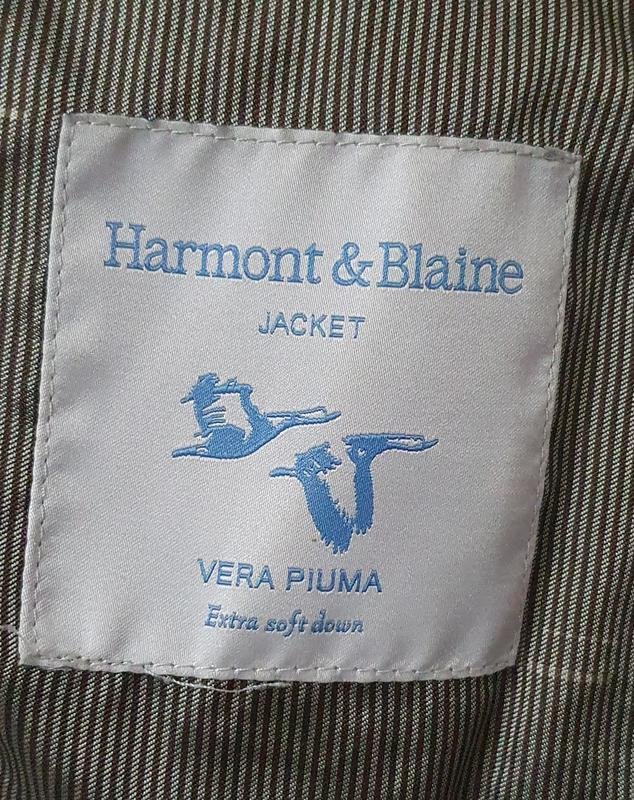 Harmont & Blaine
JACKET
VERA PIUMA
Extra soft down